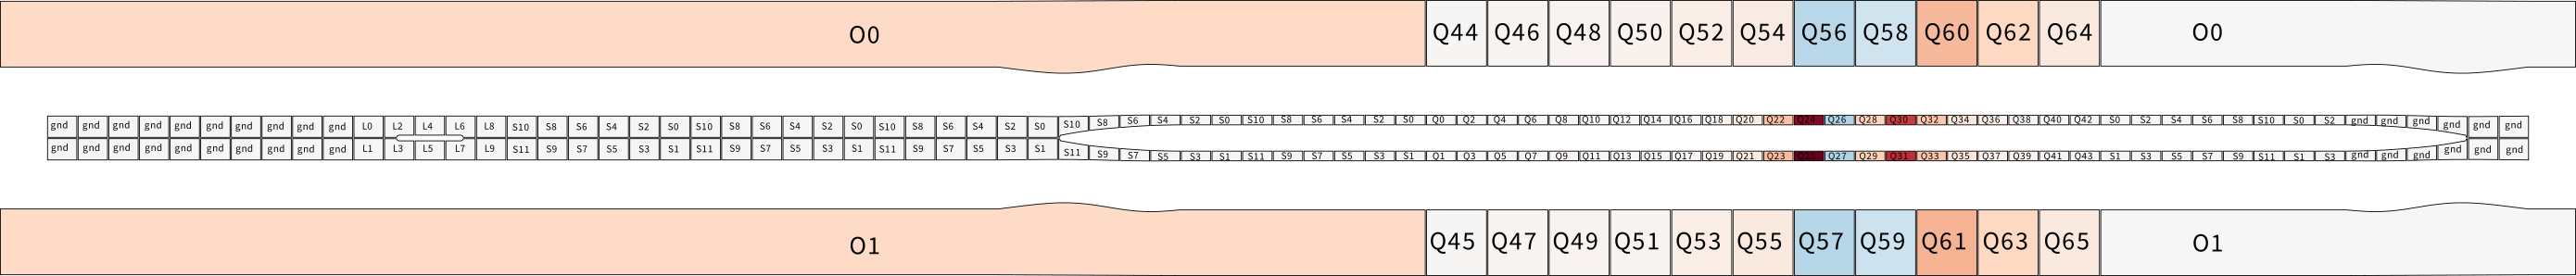 O0 Q44 Q46 Q48 Q50 Q52 Q54 Q56 Q58 Q60 Q62 Q64 O0
gnd gnd gnd gnd gnd gnd gnd gnd gnd gnd L0 L2 L4 L6 L8 S10 S8 S6 S4 S2 S0 S10 S8 S6 S4 S2 S0 S10 S8 S6 S4 S2 S0 S10 S8 S6 S4 S2 S0 S10 S8 S6 S4 S2 S0 Q0 Q2 Q4 Q6 Q8 Q10 Q12 Q14 Q16 Q18 Q20 Q22 Q24 Q26 Q28 Q30 Q32 Q34 Q36 Q38 Q40 Q42 S0 S2 S4 S6 S8 S10 S0 S2 gnd gnd gnd gnd gnd gnd
gnd gnd gnd gnd gnd gnd gnd gnd gnd gnd L1 L3 L5 L7 L9 S11 S9 S7 S5 S3 S1 S11 S9 S7 S5 S3 S1 S11 S9 S7 S5 S3 S1 S11 S9 S7 S5 S3 S1 S11 S9 S7 S5 S3 S1 Q1 Q3 Q5 Q7 Q9 Q11 Q13 Q15 Q17 Q19 Q21 Q23 Q25 Q27 Q29 Q31 Q33 Q35 Q37 Q39 Q41 Q43 S1 S3 S5 S7 S9 S11 S1 S3 gnd gnd gnd gnd gnd gnd
O1 Q45 Q47 Q49 Q51 Q53 Q55 Q57 Q59 Q61 Q63 Q65 O1